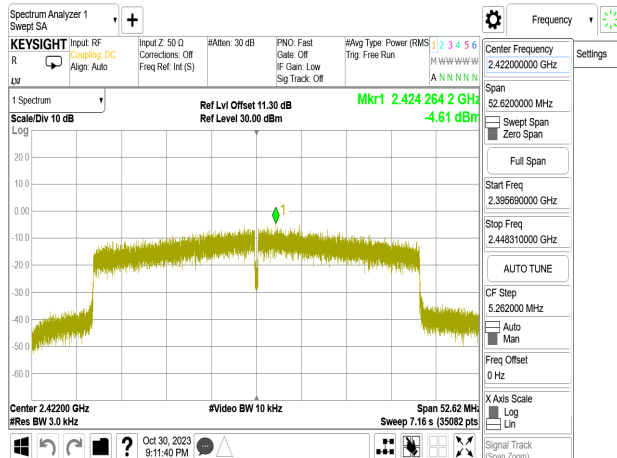 Spectrum Analyzer 1
Swept SA
Frequency
Settings
KEYSIGHT
R
Input: RF
Coupling: DC
Align: Auto
Input Z: 50 Ω
Corrections: Off
Freq Ref: Int (S)
#Atten: 30 dB
PNO: Fast
Gate: Off
IF Gain: Low
Sig Track: Off
#Avg Type: Power (RMS
Trig: Free Run
1 2 3 4 5 6
M W W W W W
A N N N N N
1 Spectrum
Scale/Div 10 dB
Log
Ref Lvl Offset 11.30 dB
Ref Level 30.00 dBm
Mkr1 2.424 264 2 GHz
-4.61 dBm
1
20.0
10.0
0.00
-10.0
-20.0
-30.0
-40.0
-50.0
-60.0
Center 2.42200 GHz
#Res BW 3.0 kHz
#Video BW 10 kHz
Span 52.62 MHz
Sweep 7.16 s (35082 pts
Center Frequency
2.422000000 GHz
Span
52.6200000 MHz
Swept Span
Zero Span
Full Span
Start Freq
2.395690000 GHz
Stop Freq
2.448310000 GHz
AUTO TUNE
CF Step
5.262000 MHz
Auto
Man
Freq Offset
0 Hz
X Axis Scale
Log
Lin
Signal Track
(Span Zoom)
Oct 30, 2023
9:11:40 PM